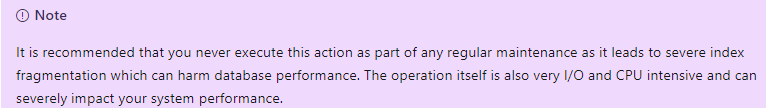 Note
It is recommended that you never execute this action as part of any regular maintenance as it leads to severe index
fragmentation which can harm database performance. The operation itself is also very I/O and CPU intensive and can
severely impact your system performance.